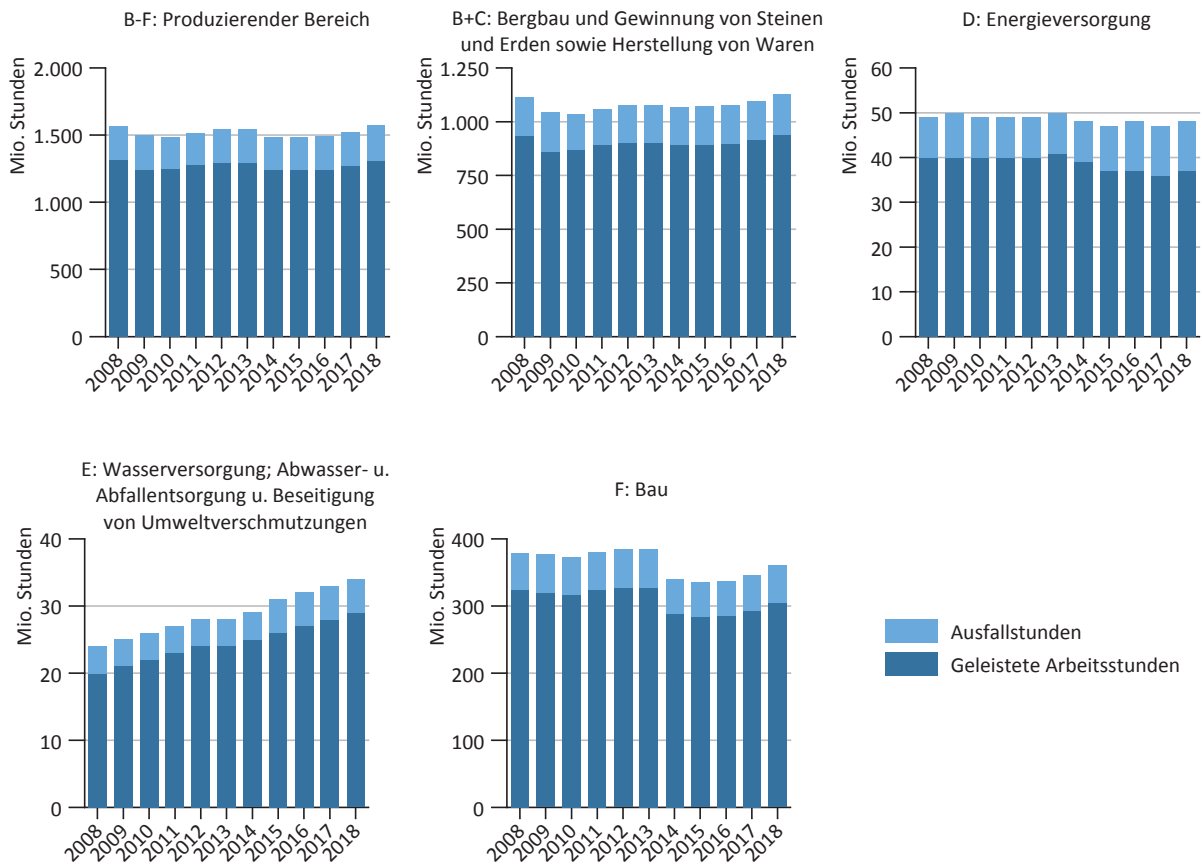 B-F: Produzierender Bereich
Mio. Stunden
2.000
1.500
1.000
500
0
2008 2009 2010 2011 2012 2013 2014 2015 2016 2017 2018
B+C: Bergbau und Gewinnung von Steinen
und Erden sowie Herstellung von Waren
Mio. Stunden
1.250
1.000
750
500
250
0
2008 2009 2010 2011 2012 2013 2014 2015 2016 2017 2018
D: Energieversorgung
Mio. Stunden
60
50
40
30
20
10
0
2008 2009 2010 2011 2012 2013 2014 2015 2016 2017 2018
E: Wasserversorgung; Abwasser- u.
Abfallentsorgung u. Beseitigung
von Umweltverschmutzungen
Mio. Stunden
40
30
20
10
0
2008 2009 2010 2011 2012 2013 2014 2015 2016 2017 2018
F: Bau
Mio. Stunden
400
300
200
100
0
2008 2009 2010 2011 2012 2013 2014 2015 2016 2017 2018
Ausfallstunden
Geleistete Arbeitsstunden